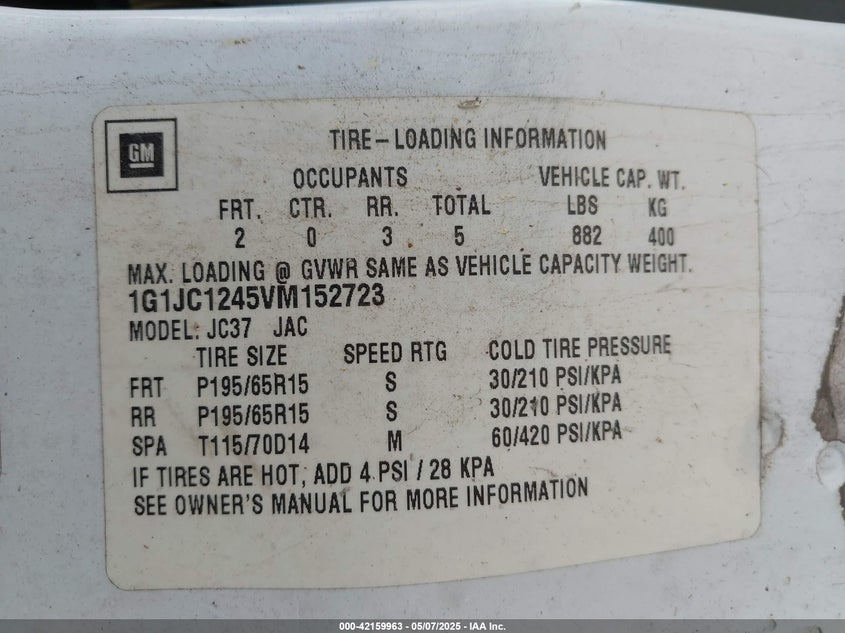 GM
TIRE-LOADING INFORMATION
OCCUPANTS VEHICLE CAP. WT.
FRT. CTR. RR. TOTAL LBS KG
2 0 3 5 882 400
MAX. LOADING @ GVWR SAME AS VEHICLE CAPACITY WEIGHT.
1G1JC1245VM152723
MODEL: JC37 JAC
TIRE SIZE SPEED RTG COLD TIRE PRESSURE
FRT P195/65R15 S 30/210 PSI/KPA
RR P195/65R15 S 30/210 PSI/KPA
SPA T115/70D14 M 60/420 PSI/KPA
IF TIRES ARE HOT, ADD 4 PSI / 28 KPA
SEE OWNER'S MANUAL FOR MORE INFORMATION
000-42159963 - 05/07/2025 - IAA Inc.